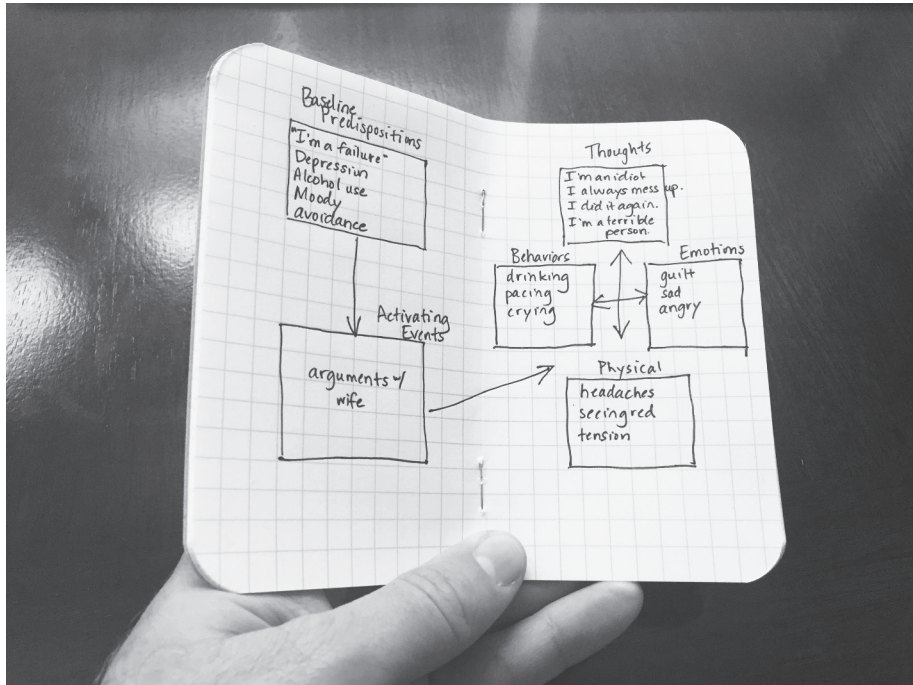 Baseline
Predispositions
"I'm a failure"
Depression
Alcohol use
Moody
avoidance
Activating
Events
arguments w/
wife
Thoughts
I'm an idiot
I always mess up.
I did it again.
I'm a terrible
person.
Behaviors
drinking
pacing
crying
Emotions
guilt
sad
angry
Physical
headaches
seeing red
tension